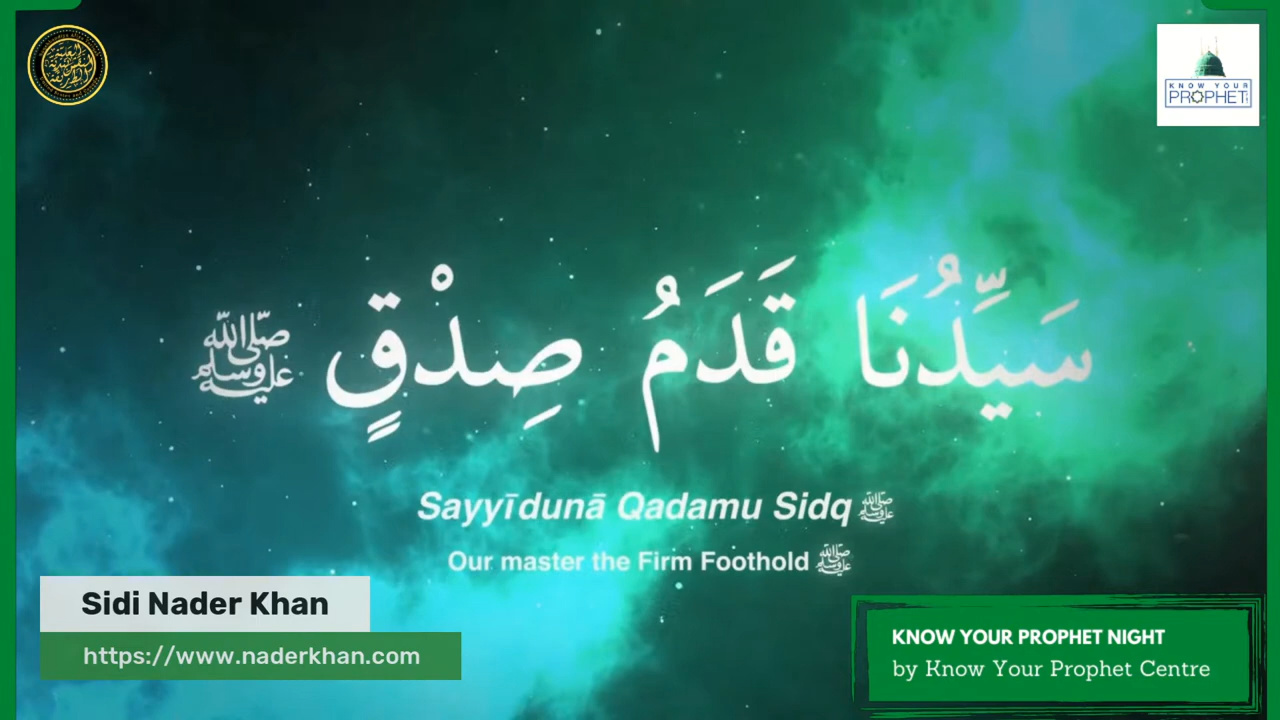 KNOW YOUR
PROPHET
سَيِّدُنَا قَدَمُ صِدْقٍ ﷺ
Sayyīdunā Qadamu Sidq ﷺ
Our master the Firm Foothold ﷺ
Sidi Nader Khan
https://www.naderkhan.com
KNOW YOUR PROPHET NIGHT
by Know Your Prophet Centre